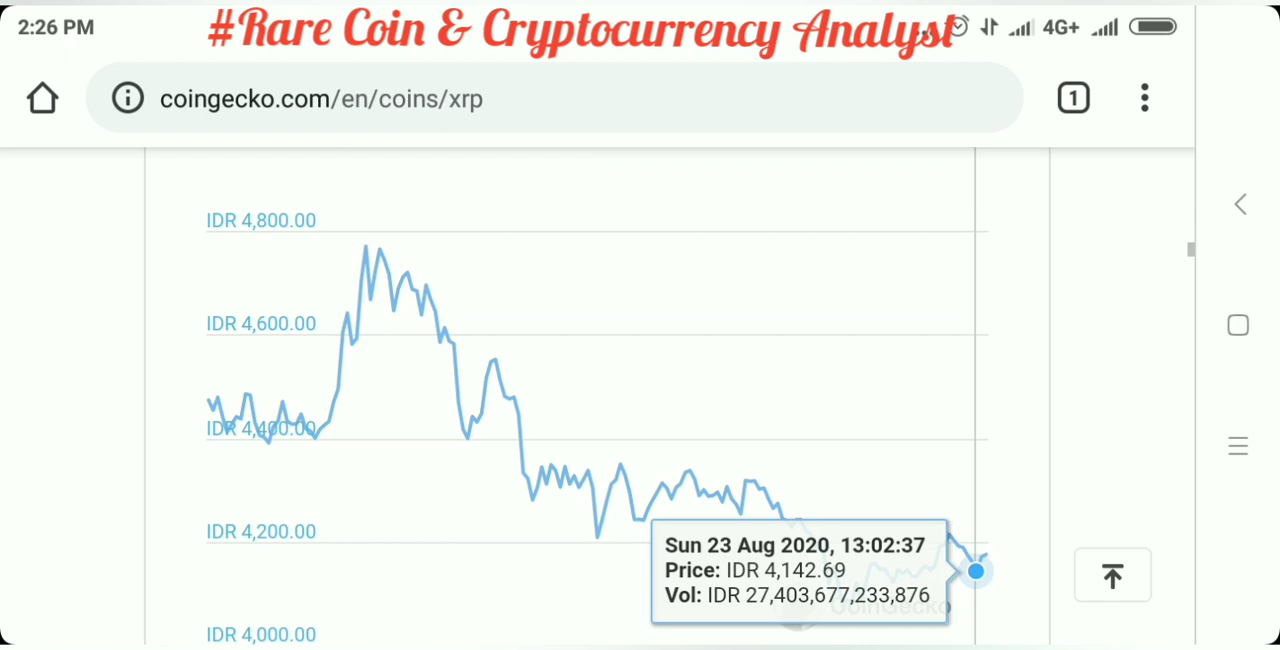 2:26 PM
#Rare Coin & Cryptocurrency Analyst
4G+
coingecko.com/en/coins/xrp
1
IDR 4,800.00
IDR 4,600.00
IDR 4,400.00
IDR 4,200.00
Sun 23 Aug 2020, 13:02:37
Price: IDR 4,142.69
Vol: IDR 27,403,677,233,876
CoinGecko
IDR 4,000.00